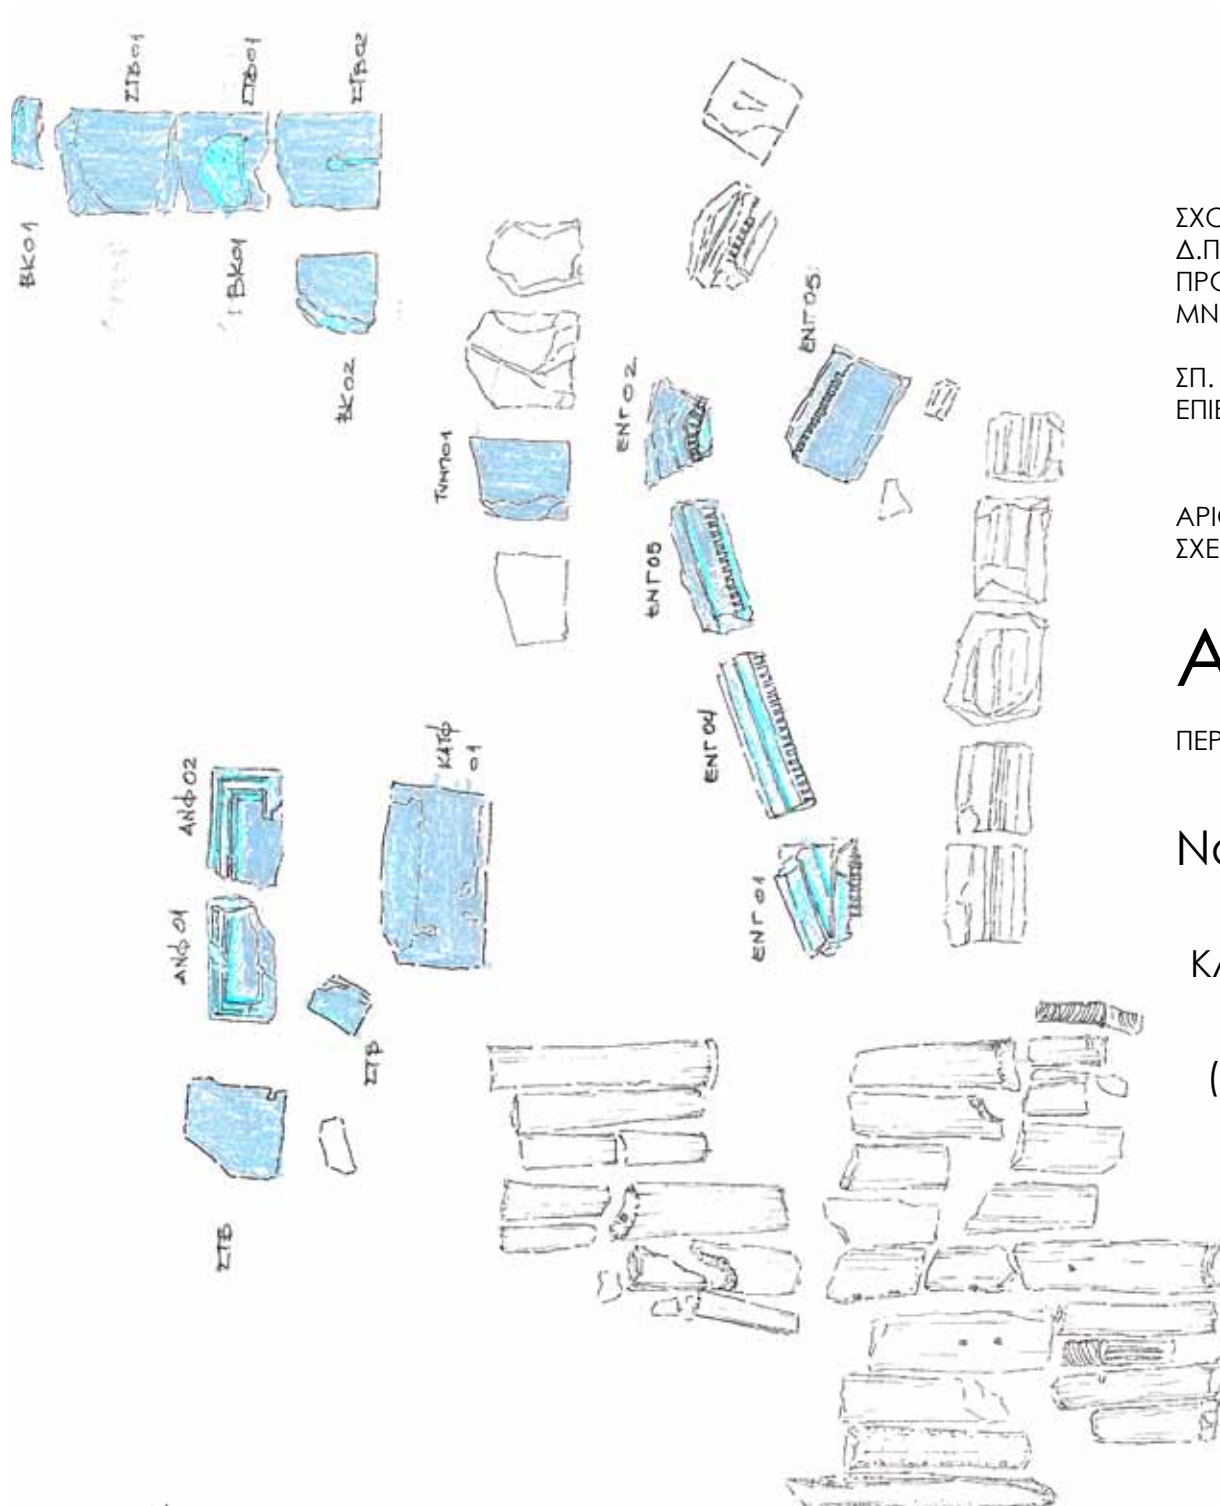 ΣΤΒ01
ΣΤΒ01
ΣΤΒ02
ΒΚ01
ΒΚ01
ΒΚ02
ΤΥΜΠ01
ΕΝΓ02
ΕΝΓ05
ΕΝΓ05
ΕΝΓ04
ΕΝΓ01
ΚΑΤΦ
01
ΑΝΦ02
ΑΝΦ01
ΣΤΒ
ΣΤΒ
ΣΧΟ
Δ.Π
ΠΡΟ
ΜΝ
ΣΠ.
ΕΠΙΒ
ΑΡΙΘ
ΣΧΕ
Α
ΠΕΡ
Να
ΚΛ
(